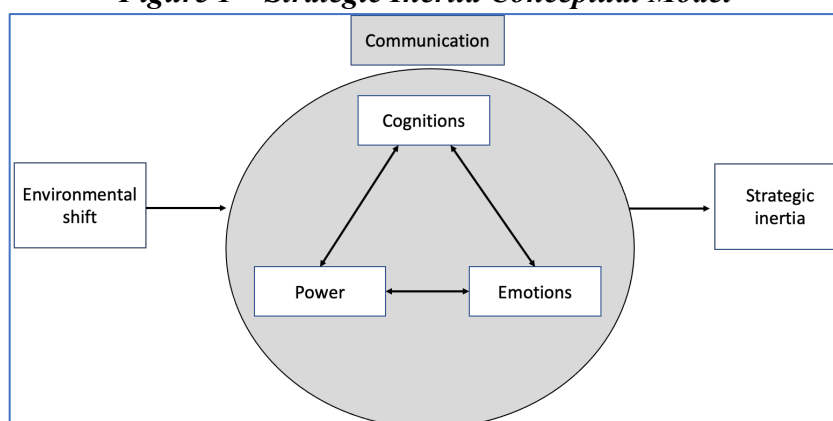 Figure 1 – Strategic Inertia Conceptual Model
Communication
Cognitions
Environmental
shift
Strategic
inertia
Power
Emotions